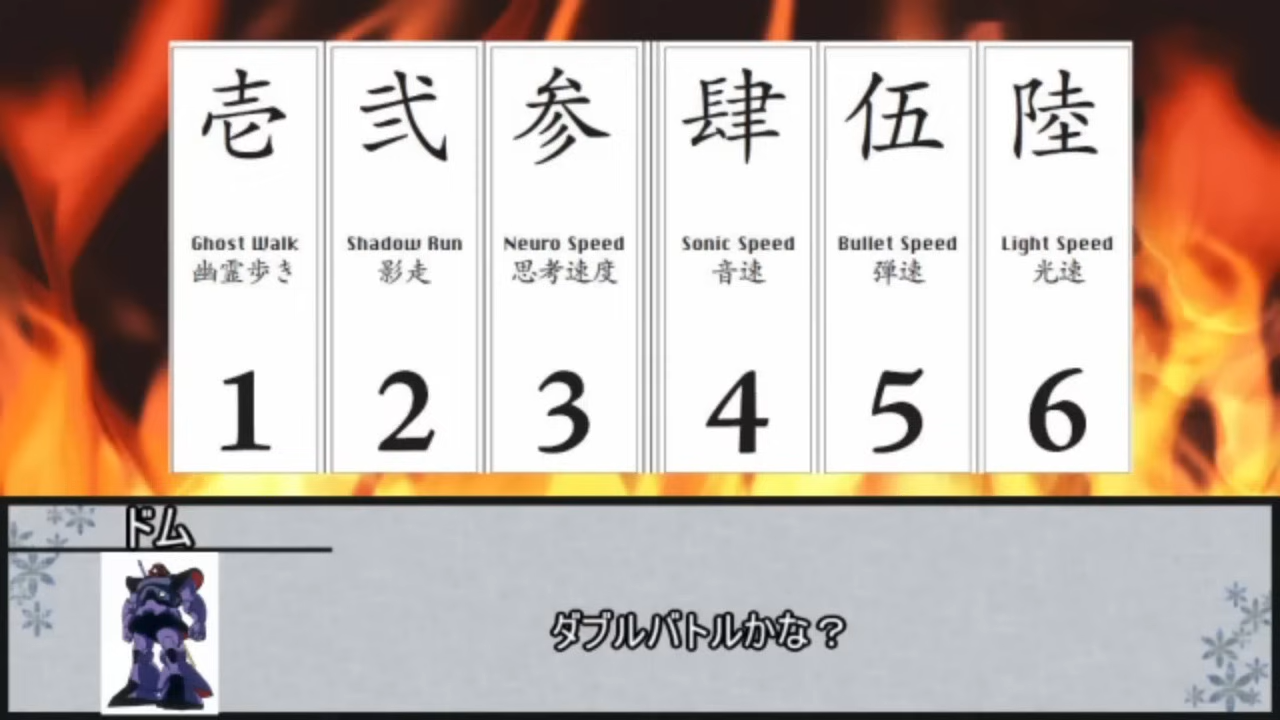 壱 弐 参 肆 伍 陸
Ghost Walk Shadow Run Neuro Speed Sonic Speed Bullet Speed Light Speed
幽霊歩き 影走 思考速度 音速 弾速 光速
1 2 3 4 5 6
ドム
ダブルバトルかな？